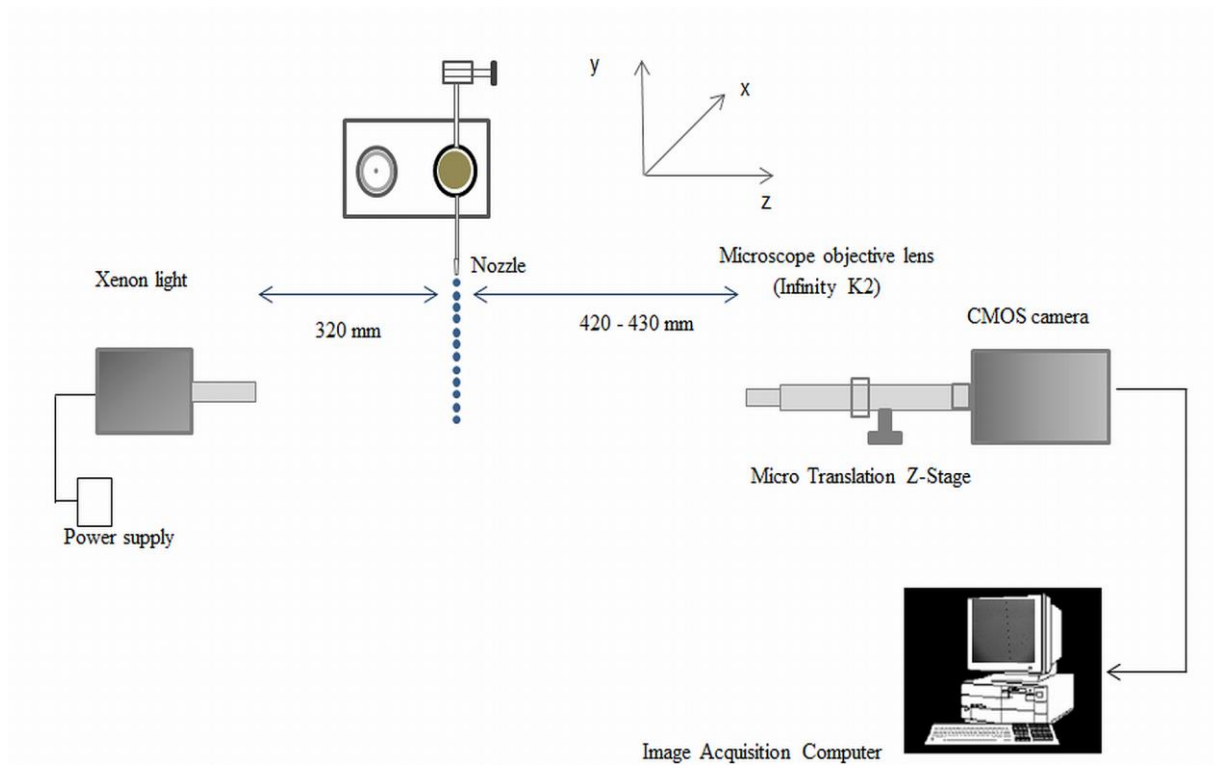 y
x
z
Nozzle
Xenon light
Microscope objective lens
(Infinity K2)
320 mm
420 - 430 mm
CMOS camera
Micro Translation Z-Stage
Power supply
Image Acquisition Computer